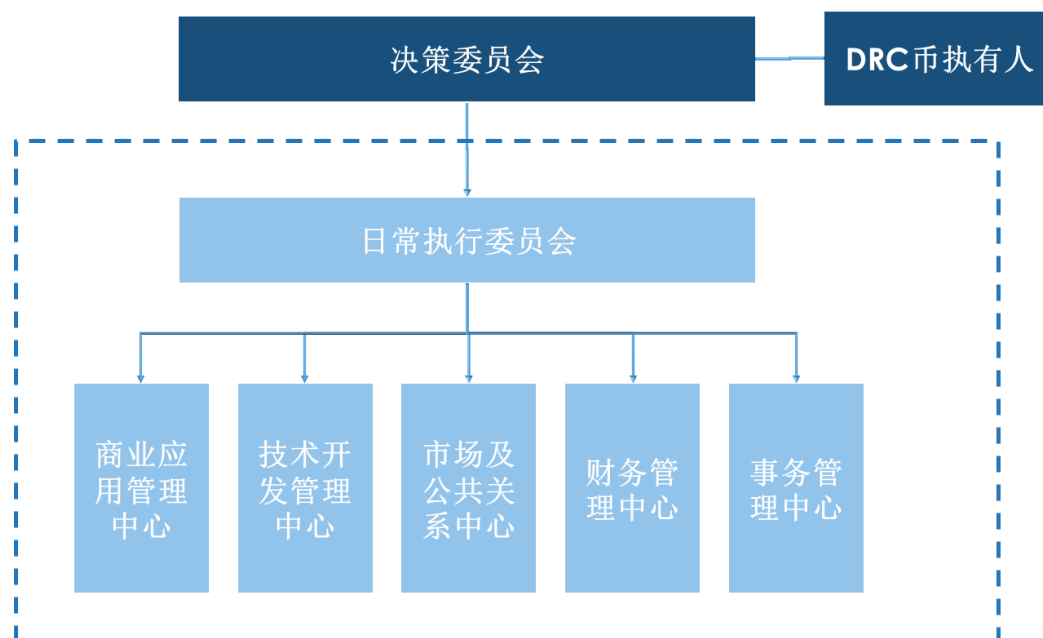 决策委员会
DRC币执有人
日常执行委员会
商业应
用管理
中心
技术开
发管理
中心
市场及
公共关
系中心
财务管
理中心
事务管
理中心